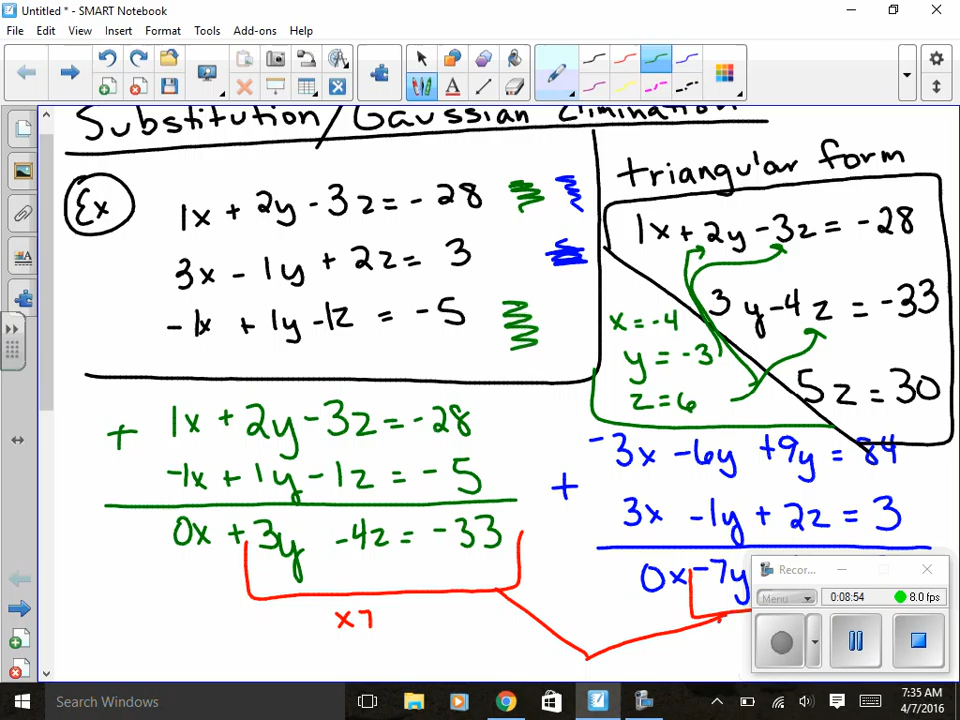 Untitled * - SMART Notebook
File Edit View Insert Format Tools Add-ons Help
Substitution/Gaussian Elimination
Ex
1x + 2y - 3z = -28
3x - 1y + 2z = 3
-1x + 1y - 1z = -5
triangular form
1x + 2y - 3z = -28
3y - 4z = -33
5z = 30
x = -4
y = -3
z = 6
+ 1x + 2y - 3z = -28
-1x + 1y - 1z = -5
0x + 3y - 4z = -33
x7
-3x - 6y + 9y = 84
+ 3x - 1y + 2z = 3
0x - 7y
Recor...
Menu
0:08:54
8.0 fps
Search Windows
7:35 AM
4/7/2016